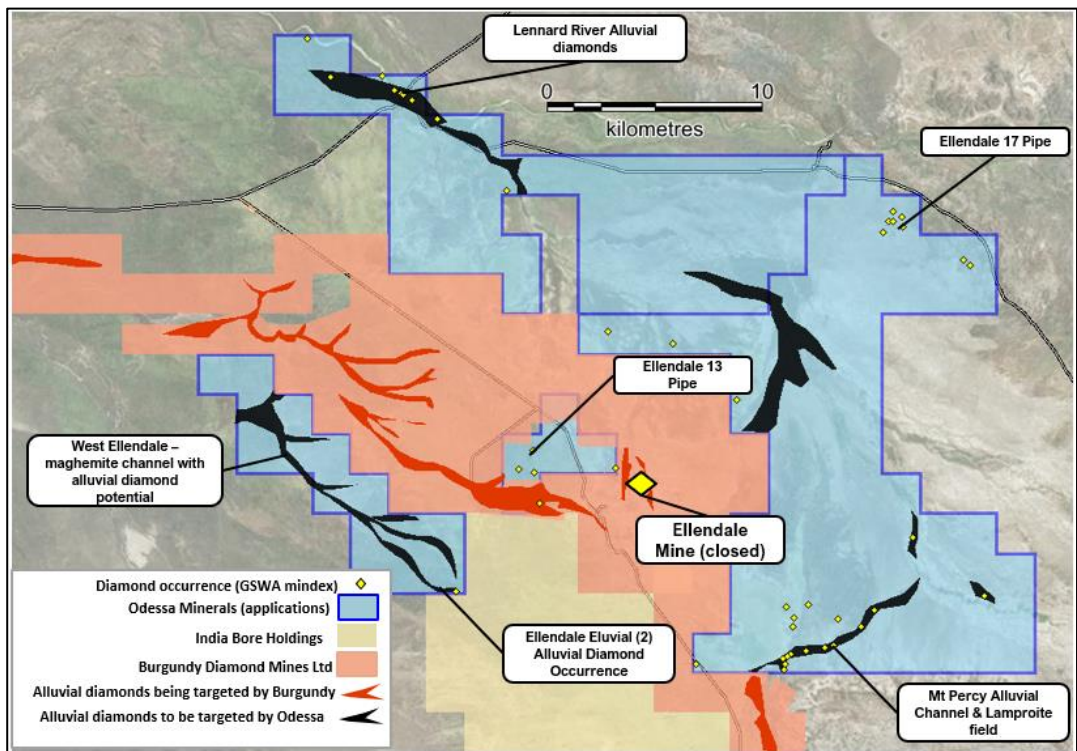 Lennard River Alluvial
diamonds
0 10
kilometres
Ellendale 17 Pipe
Ellendale 13
Pipe
West Ellendale –
maghemite channel with
alluvial diamond
potential
Ellendale
Mine (closed)
Diamond occurrence (GSWA mindex)
Odessa Minerals (applications)
India Bore Holdings
Burgundy Diamond Mines Ltd
Alluvial diamonds being targeted by Burgundy
Alluvial diamonds to be targeted by Odessa
Ellendale Eluvial (2)
Alluvial Diamond
Occurrence
Mt Percy Alluvial
Channel & Lamproite
field